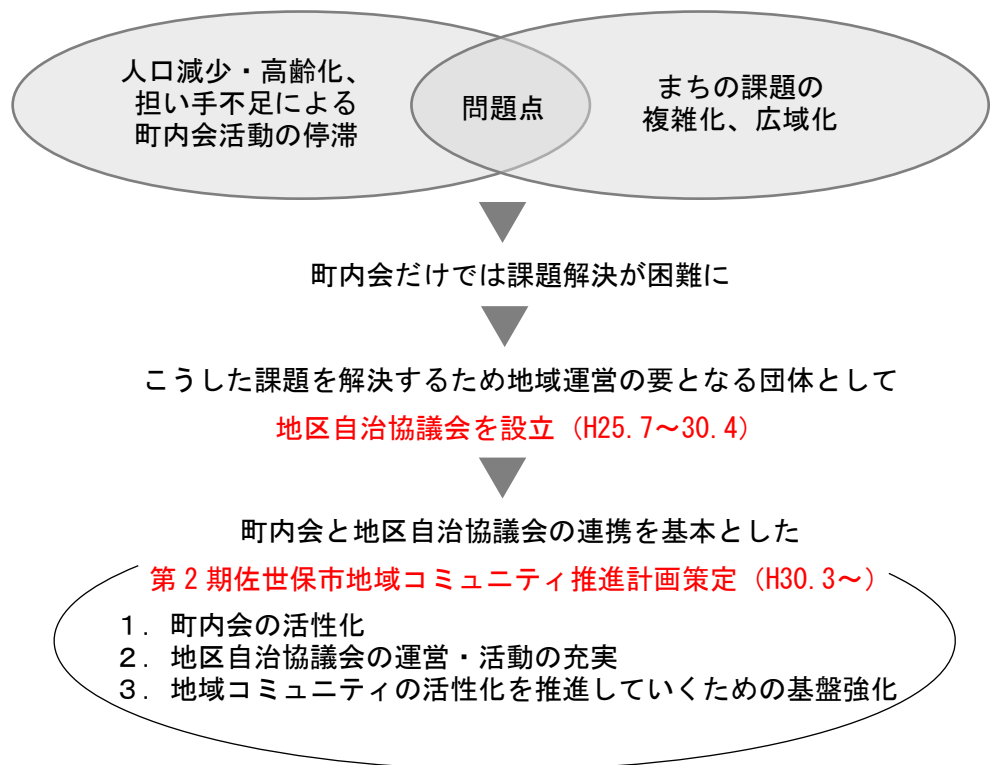 人口減少・高齢化、
担い手不足による
町内会活動の停滞
問題点
まちの課題の
複雑化、広域化
町内会だけでは課題解決が困難に
こうした課題を解決するため地域運営の要となる団体として
地区自治協議会を設立（H25.7～30.4）
町内会と地区自治協議会の連携を基本とした
第２期佐世保市地域コミュニティ推進計画策定（H30.3～）
１．町内会の活性化
２．地区自治協議会の運営・活動の充実
３．地域コミュニティの活性化を推進していくための基盤強化